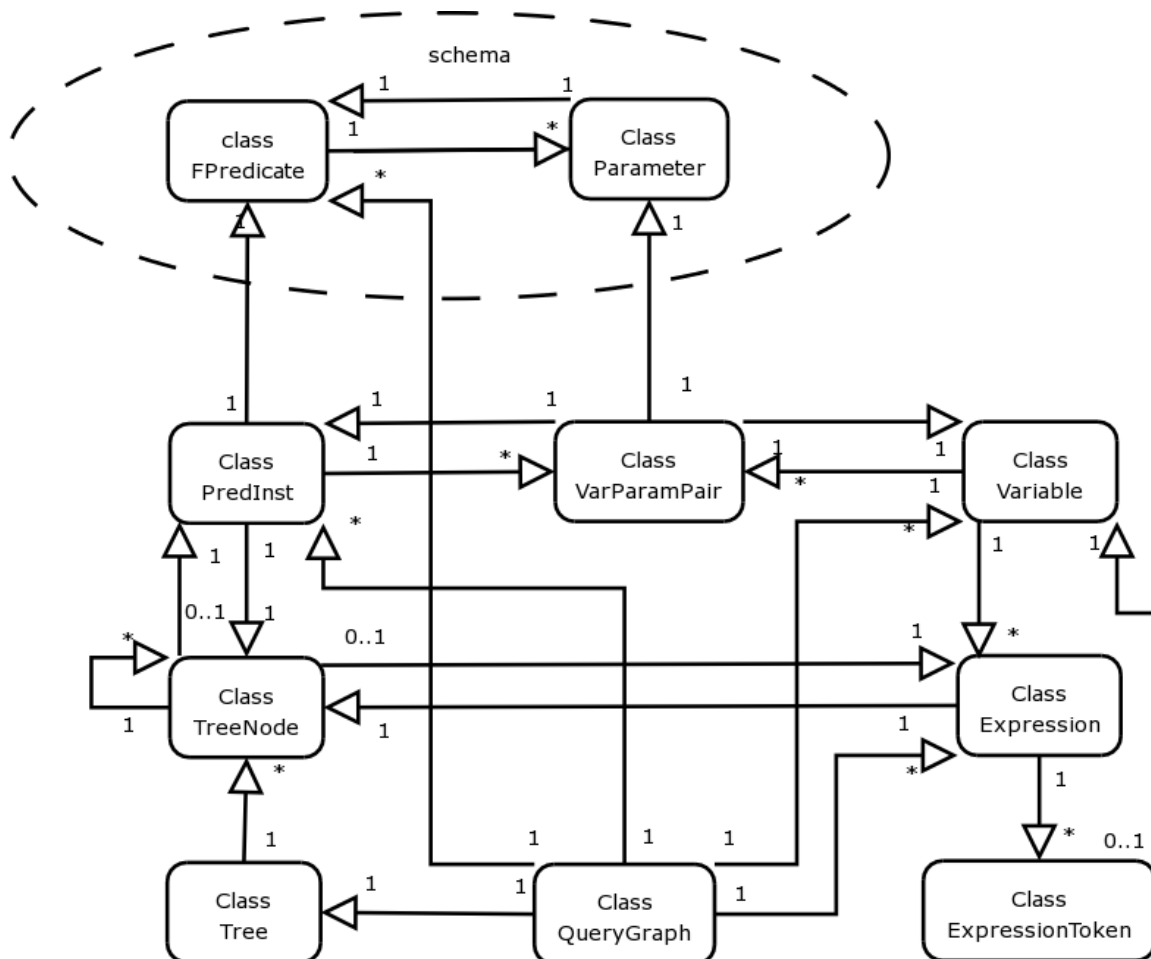 schema
1 1
class
FPredicate
1 *
Class
Parameter
*
1
1
1
1
1 1
Class
PredInst
1 *
Class
VarParamPair
1 1
*
Class
Variable
1
*
*
1 1
1 1
0..1 1
* 0..1 1 *
Class
TreeNode
1
1
1
Class
Expression
* * 1
1 1 1 1 * 0..1
Class
Tree
1 1
Class
QueryGraph
1
Class
ExpressionToken